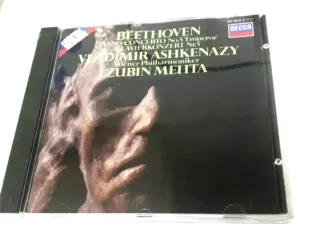 BEETHOVEN
PIANO CONCERTO No.5 'Emperor'
KLAVIERKONZERT Nr.5
VLADIMIR ASHKENAZY
Wiener Philharmoniker
ZUBIN MEHTA
DECCA